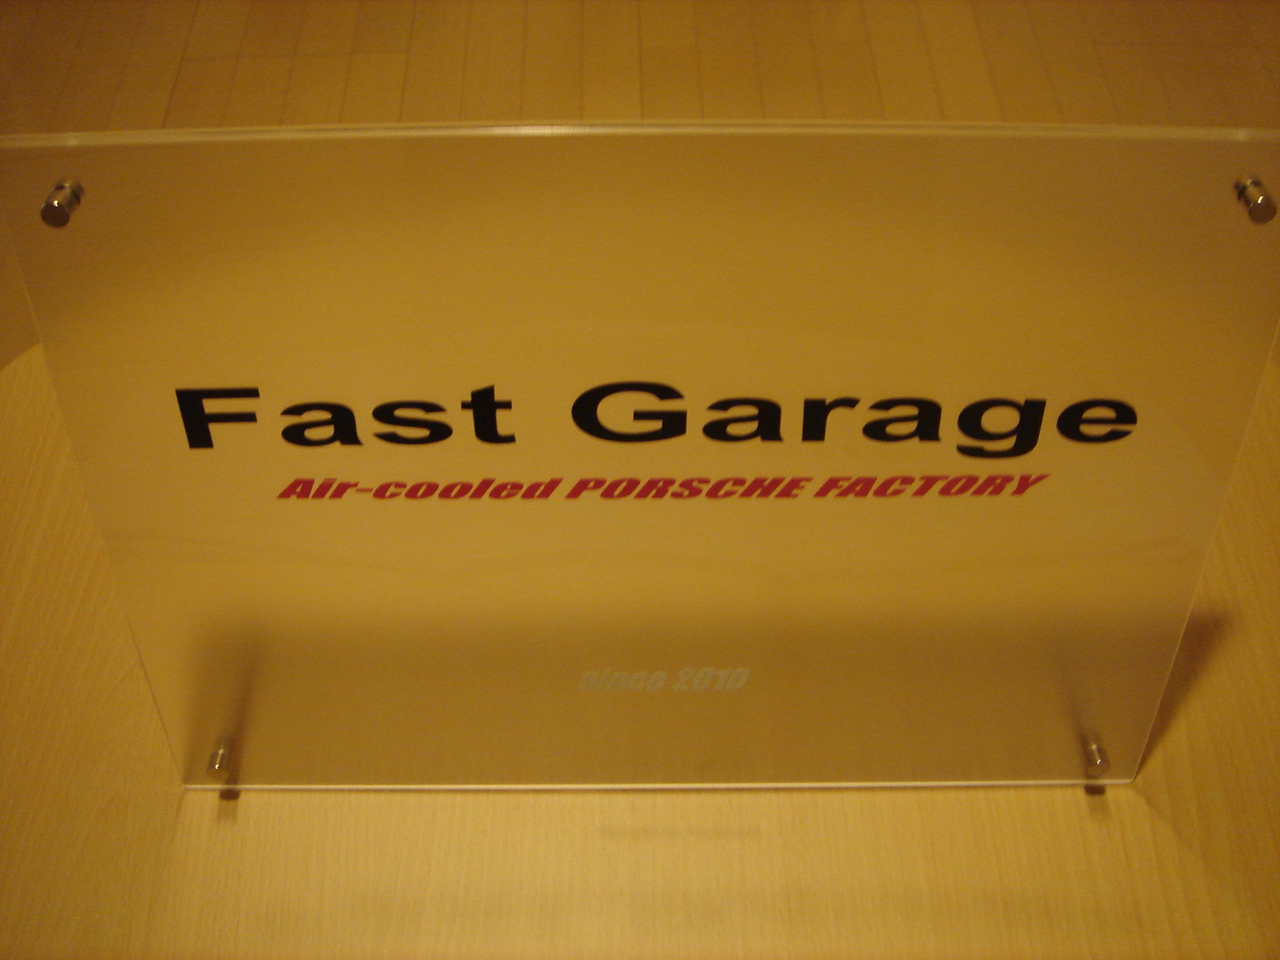 Fast Garage
Air-cooled PORSCHE FACTORY
since 2010